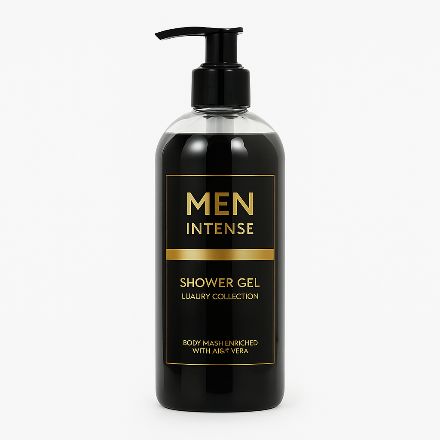 MEN
INTENSE
SHOWER GEL
LUAURY COLLECTION
BODY MASH ENRICHED
WITH VERA